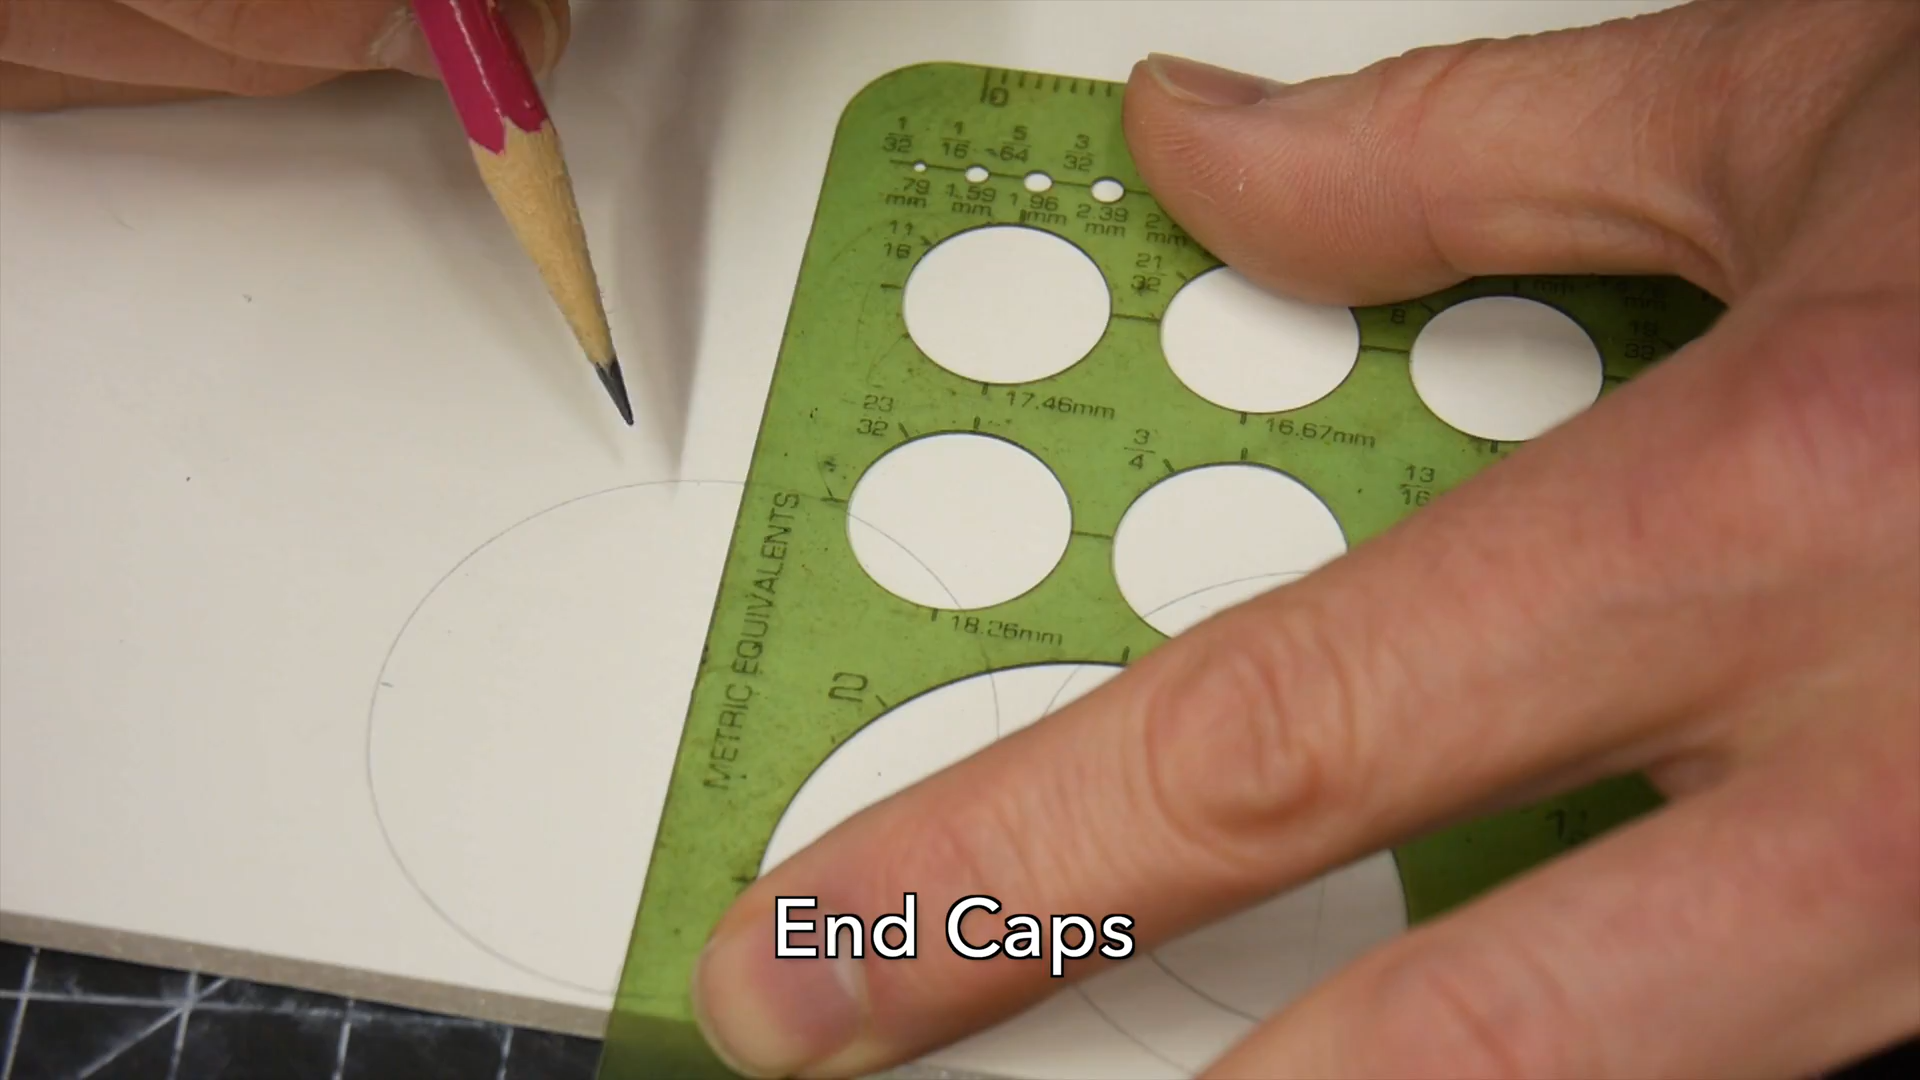 0
1/32 1/16 5/64 3/32
.79 mm 1.59 mm 1.96 mm 2.39 mm
11/16
21/32
17.46mm
16.67mm
19/32
23/32
3/4
13/16
18.26mm
METRIC EQUIVALENTS
2
End Caps